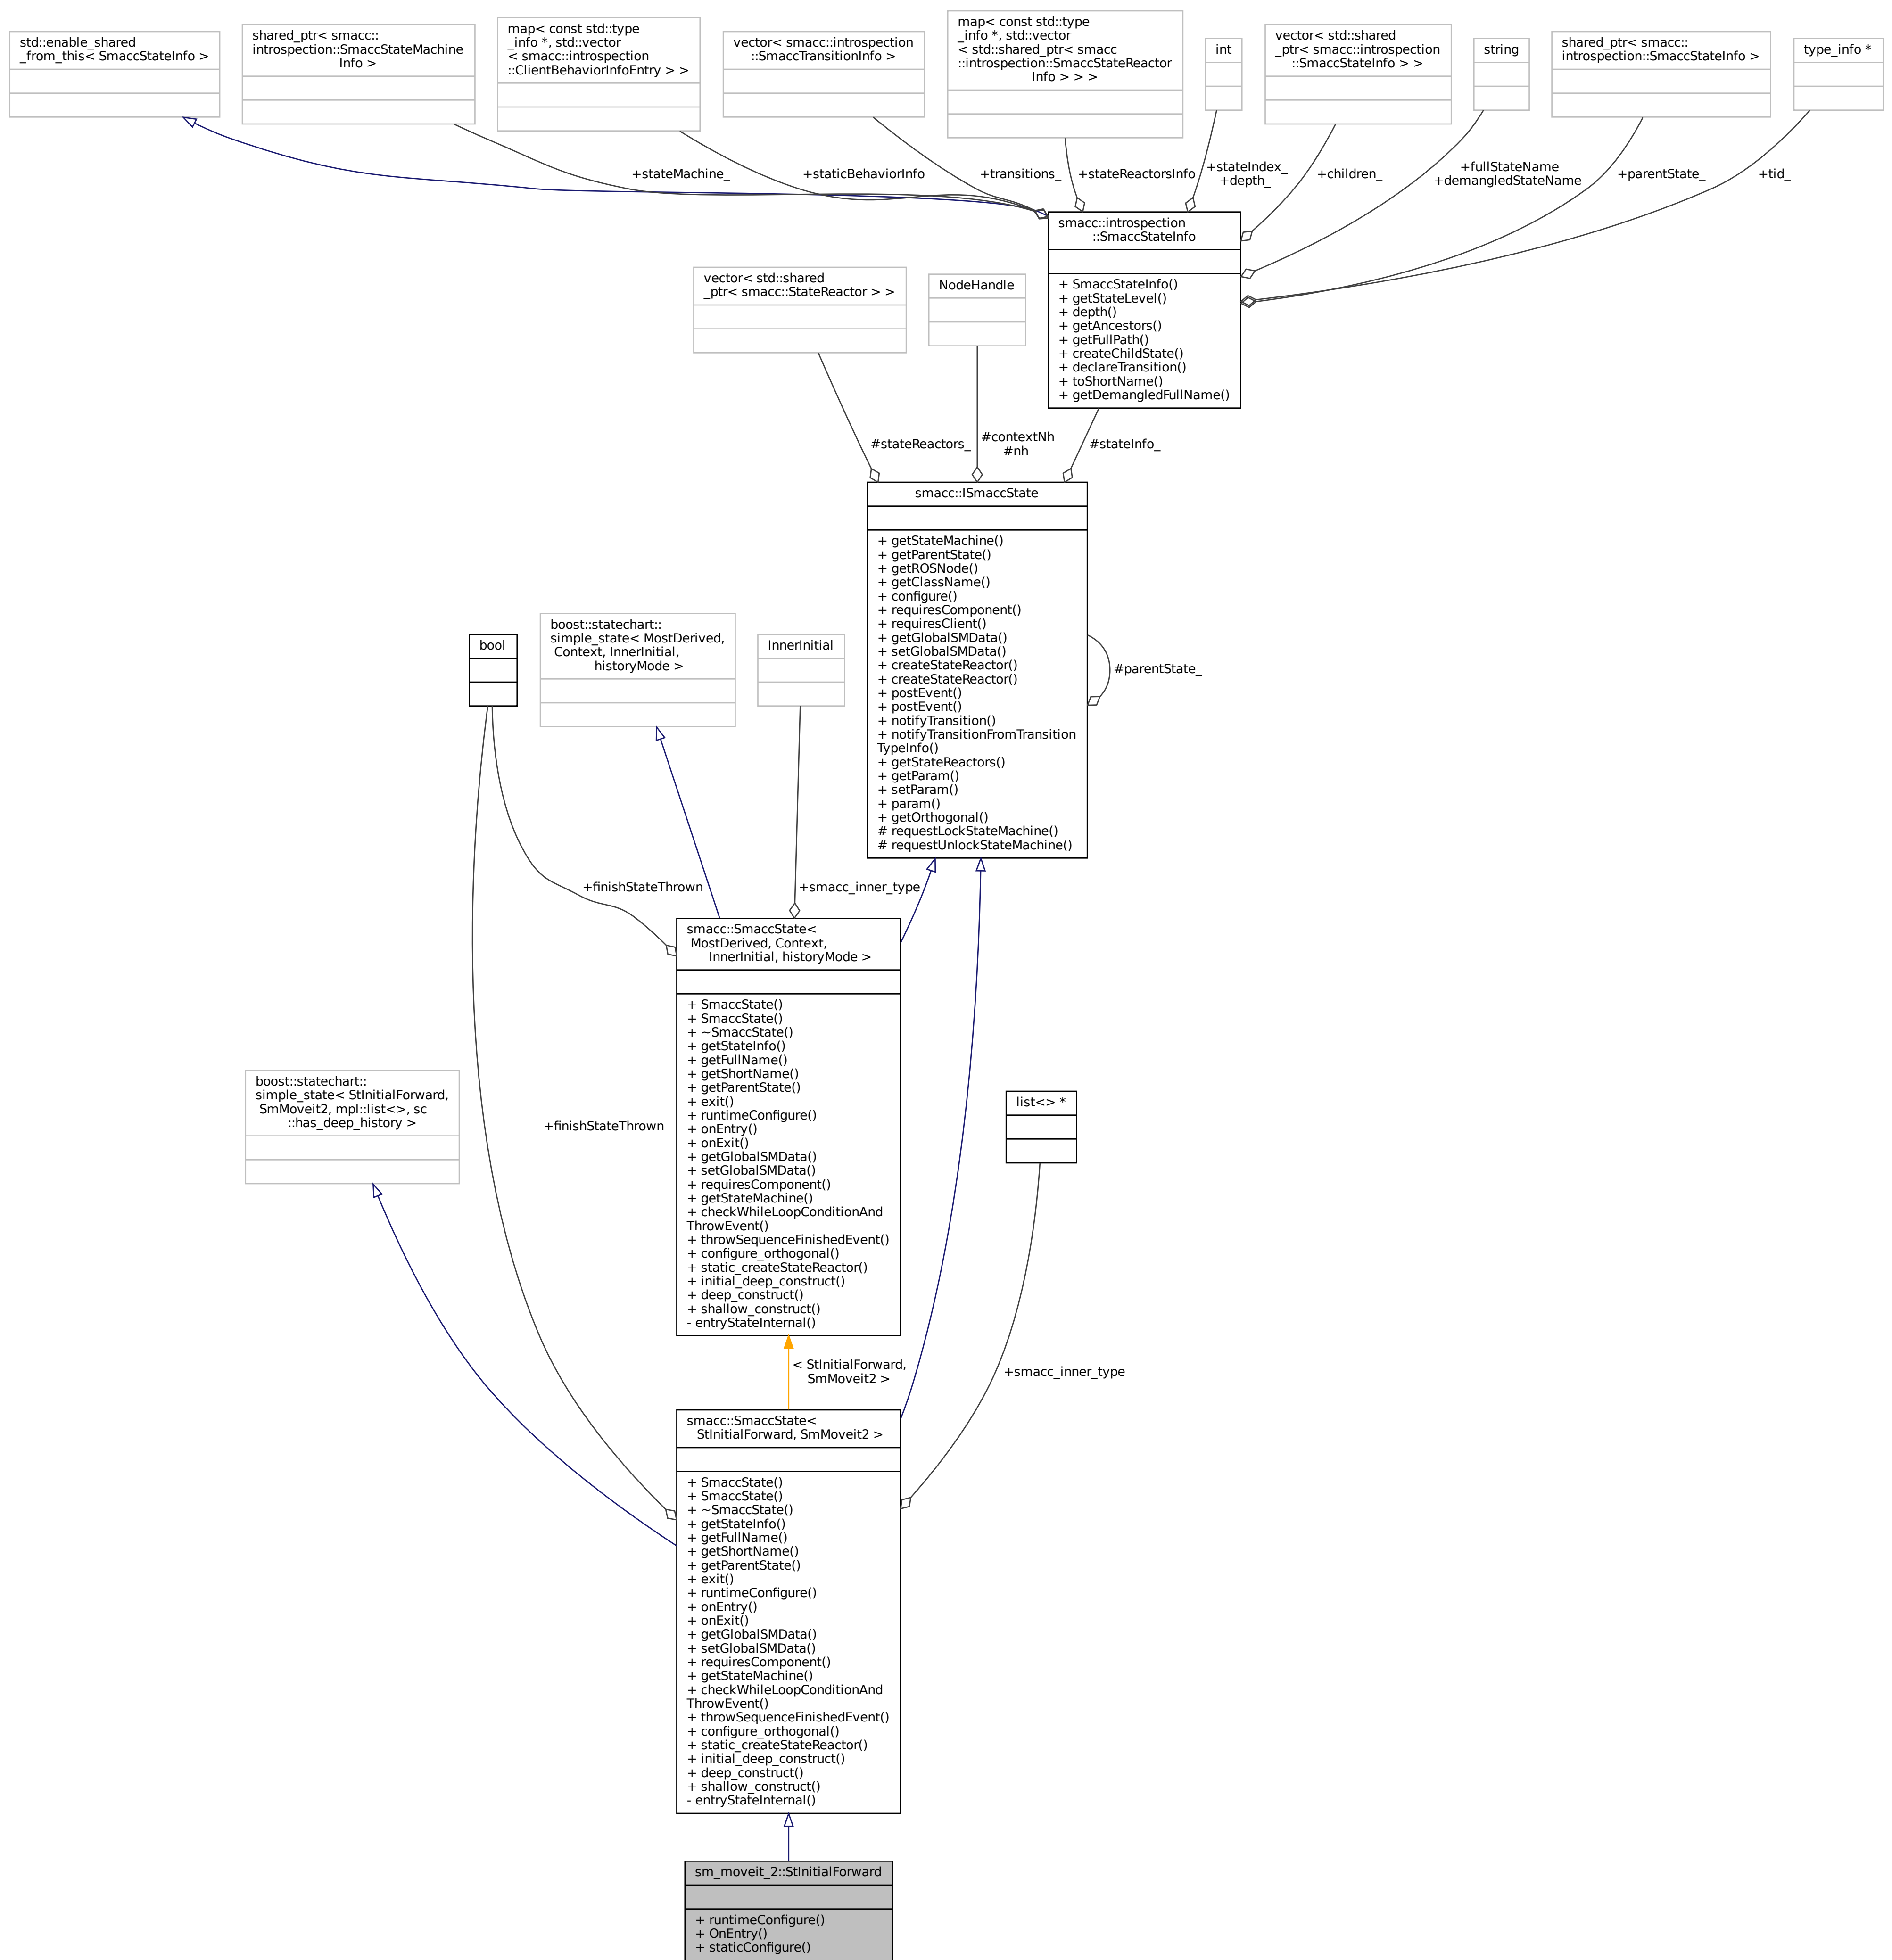 std::enable_shared
_from_this< SmaccStateInfo >
shared_ptr< smacc::
introspection::SmaccStateMachine
Info >
map< const std::type
_info *, std::vector
< smacc::introspection
::ClientBehaviorInfoEntry > >
vector< smacc::introspection
::SmaccTransitionInfo >
map< const std::type
_info *, std::vector
< std::shared_ptr< smacc
::introspection::SmaccStateReactor
Info > > >
int
vector< std::shared
_ptr< smacc::introspection
::SmaccStateInfo > >
string
shared_ptr< smacc::
introspection::SmaccStateInfo >
type_info *
+stateMachine_
+staticBehaviorInfo
+transitions_
+stateReactorsInfo
+stateIndex_
+depth_
+children_
+fullStateName
+demangledStateName
+parentState_
+tid_
smacc::introspection
::SmaccStateInfo
+ SmaccStateInfo()
+ getStateLevel()
+ depth()
+ getAncestors()
+ getFullPath()
+ createChildState()
+ declareTransition()
+ toShortName()
+ getDemangledFullName()
vector< std::shared
_ptr< smacc::StateReactor > >
NodeHandle
#stateReactors_
#contextNh
#nh
#stateInfo_
smacc::ISmaccState
+ getStateMachine()
+ getParentState()
+ getROSNode()
+ getClassName()
+ configure()
+ requiresComponent()
+ requiresClient()
+ getGlobalSMData()
+ setGlobalSMData()
+ createStateReactor()
+ createStateReactor()
+ postEvent()
+ postEvent()
+ notifyTransition()
+ notifyTransitionFromTransition
TypeInfo()
+ getStateReactors()
+ getParam()
+ setParam()
+ param()
+ getOrthogonal()
# requestLockStateMachine()
# requestUnlockStateMachine()
#parentState_
bool
boost::statechart::
simple_state< MostDerived,
Context, InnerInitial,
historyMode >
InnerInitial
+finishStateThrown
+smacc_inner_type
smacc::SmaccState<
MostDerived, Context,
InnerInitial, historyMode >
+ SmaccState()
+ SmaccState()
+ ~SmaccState()
+ getStateInfo()
+ getFullName()
+ getShortName()
+ getParentState()
+ exit()
+ runtimeConfigure()
+ onEntry()
+ onExit()
+ getGlobalSMData()
+ setGlobalSMData()
+ requiresComponent()
+ getStateMachine()
+ checkWhileLoopConditionAnd
ThrowEvent()
+ throwSequenceFinishedEvent()
+ configure_orthogonal()
+ static_createStateReactor()
+ initial_deep_construct()
+ deep_construct()
+ shallow_construct()
- entryStateInternal()
boost::statechart::
simple_state< StInitialForward,
SmMoveit2, mpl::list<>, sc
::has_deep_history >
+finishStateThrown
list<> *
< StInitialForward,
SmMoveit2 >
+smacc_inner_type
smacc::SmaccState<
StInitialForward, SmMoveit2 >
+ SmaccState()
+ SmaccState()
+ ~SmaccState()
+ getStateInfo()
+ getFullName()
+ getShortName()
+ getParentState()
+ exit()
+ runtimeConfigure()
+ onEntry()
+ onExit()
+ getGlobalSMData()
+ setGlobalSMData()
+ requiresComponent()
+ getStateMachine()
+ checkWhileLoopConditionAnd
ThrowEvent()
+ throwSequenceFinishedEvent()
+ configure_orthogonal()
+ static_createStateReactor()
+ initial_deep_construct()
+ deep_construct()
+ shallow_construct()
- entryStateInternal()
sm_moveit_2::StInitialForward
+ runtimeConfigure()
+ OnEntry()
+ staticConfigure()